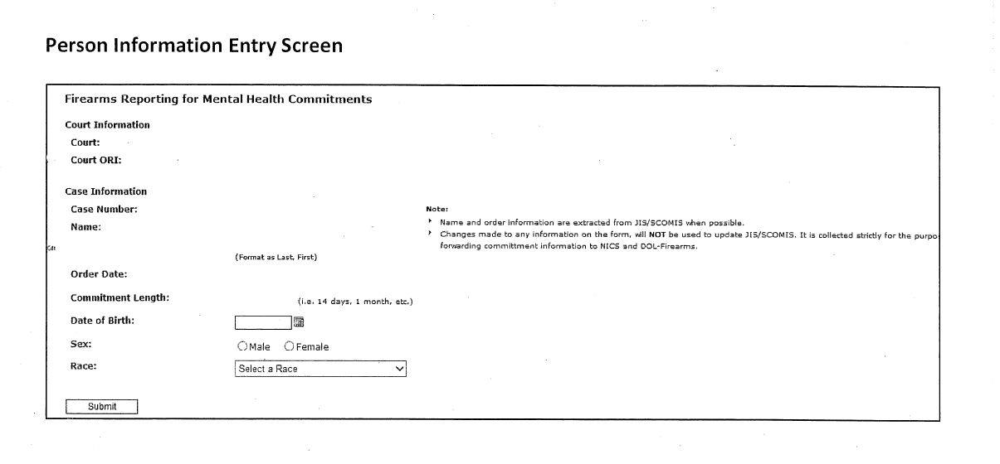 Person Information Entry Screen
Firearms Reporting for Mental Health Commitments
Court Information
Court:
Court ORI:
Case Information
Case Number:
Name:
(Format as Last, First)
Note:
Name and order information are extracted from JIS/SCOMIS when possible.
Changes made to any information on the form, will NOT be used to update JIS/SCOMIS. It is collected strictly for the purpo
forwarding committment information to NICS and DOL-Firearms.
Order Date:
Commitment Length:
(i.e. 14 days, 1 month, etc.)
Date of Birth:
Sex:
Male Female
Race:
Select a Race
Submit